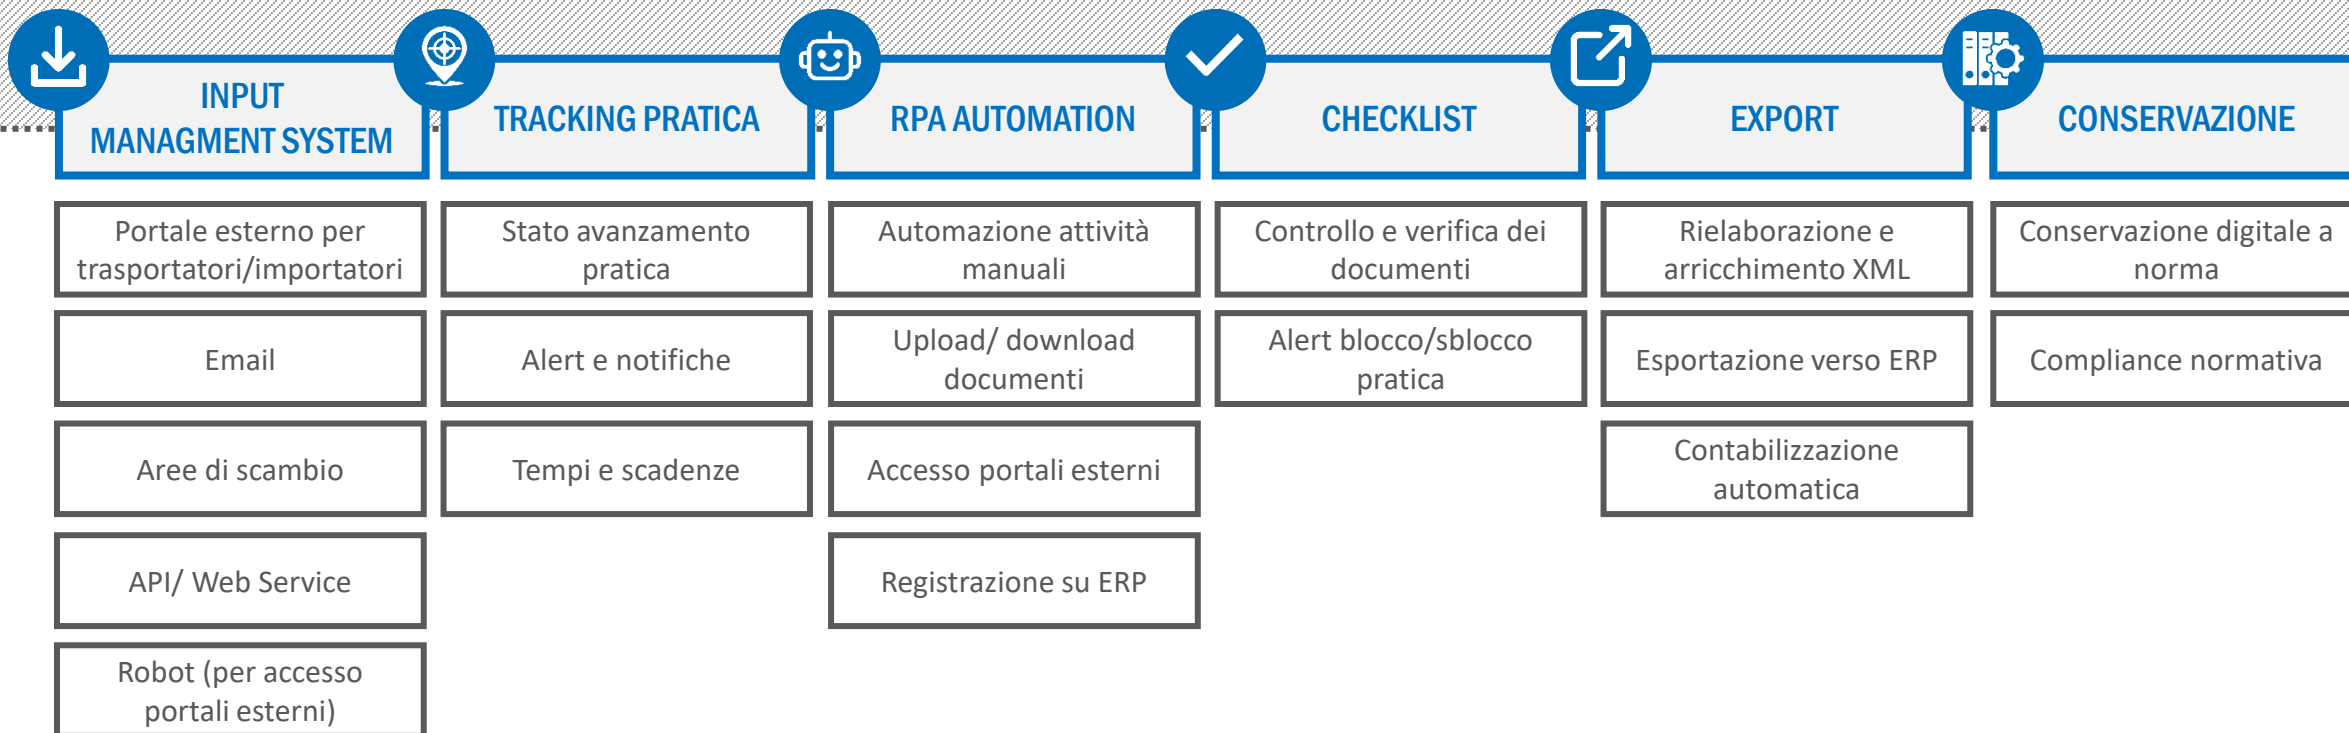 INPUT
MANAGMENT SYSTEM
Portale esterno per
trasportatori/importatori
Email
Aree di scambio
API/ Web Service
Robot (per accesso
portali esterni)
TRACKING PRATICA
Stato avanzamento
pratica
Alert e notifiche
Tempi e scadenze
RPA AUTOMATION
Automazione attività
manuali
Upload/ download
documenti
Accesso portali esterni
Registrazione su ERP
CHECKLIST
Controllo e verifica dei
documenti
Alert blocco/sblocco
pratica
EXPORT
Rielaborazione e
arricchimento XML
Esportazione verso ERP
Contabilizzazione
automatica
CONSERVAZIONE
Conservazione digitale a
norma
Compliance normativa